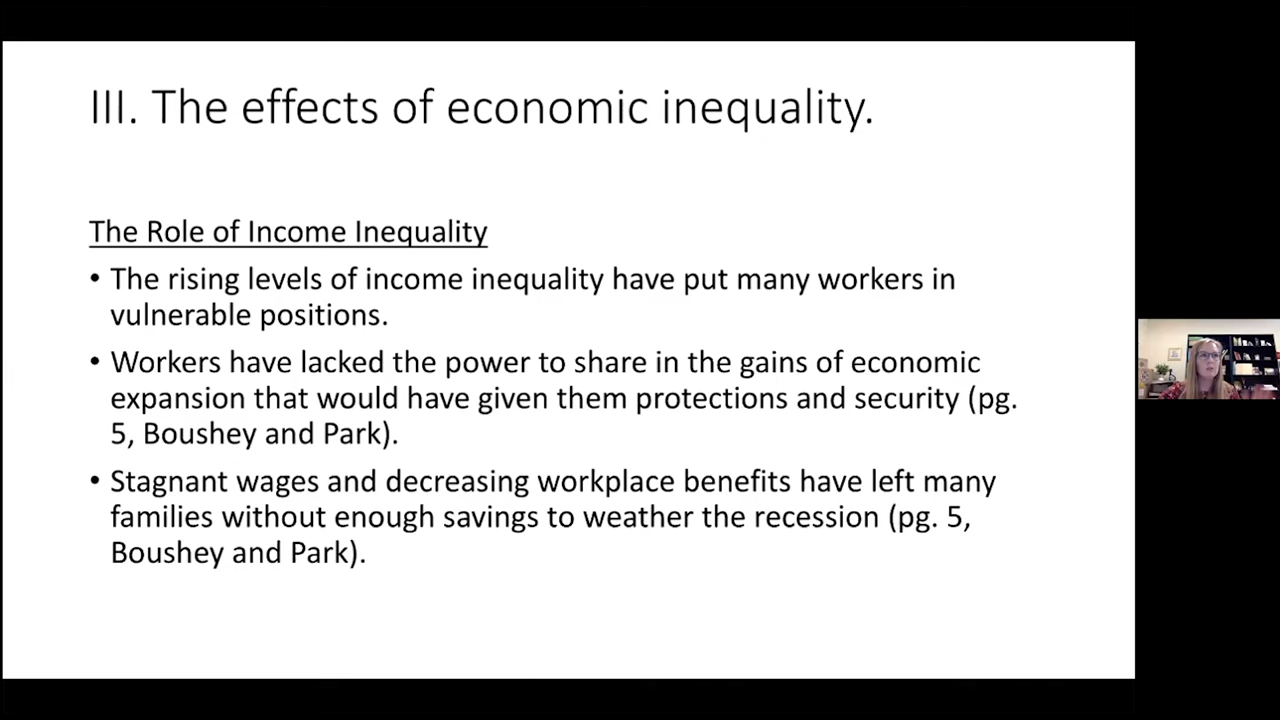 III. The effects of economic inequality.
The Role of Income Inequality
• The rising levels of income inequality have put many workers in
vulnerable positions.
• Workers have lacked the power to share in the gains of economic
expansion that would have given them protections and security (pg.
5, Boushey and Park).
• Stagnant wages and decreasing workplace benefits have left many
families without enough savings to weather the recession (pg. 5,
Boushey and Park).